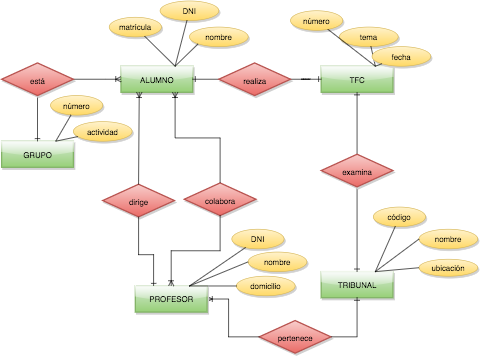 DNI
matrícula
nombre
número
tema
fecha
está
ALUMNO
realiza
TFC
número
actividad
GRUPO
examina
dirige
colabora
código
DNI
nombre
nombre
ubicación
domicilio
PROFESOR
TRIBUNAL
pertenece